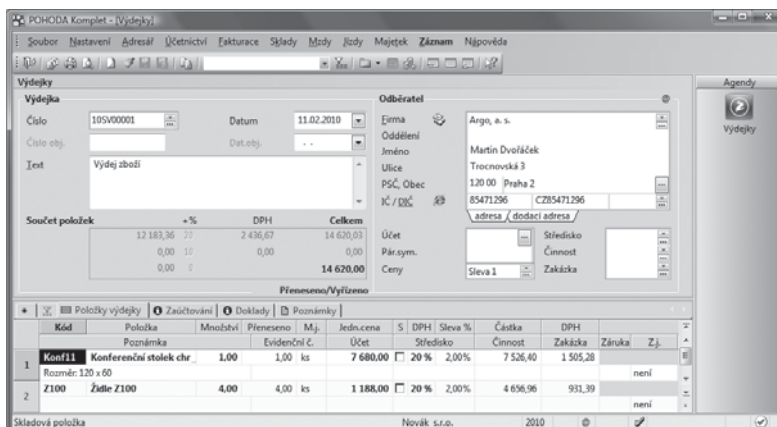 POHODA Komplet - [Výdejky]
Soubor Nastavení Adresář Účetnictví Fakturace Sklady Mzdy Jízdy Majetek Záznam Nápověda
Výdejky
Agendy
Výdejky
Výdejka
Číslo 10SV00001 Datum 11.02.2010
Číslo obj. Dat.obj. . .
Text Výdej zboží
Součet položek +% DPH Celkem
12 183,36 20 2 436,67 14 620,03
0,00 10 0,00 0,00
0,00 0 14 620,00
Přeneseno/Vyřízeno
Odběratel @
Firma Argo, a. s.
Oddělení
Jméno Martin Dvořáček
Ulice Trocnovská 3
PSČ, Obec 120 00 Praha 2
IČ / DIČ 85471296 CZ85471296
adresa dodací adresa
Účet Středisko
Pár.sym. Činnost
Ceny Sleva 1 Zakázka
Položky výdejky Zaúčtování Doklady Poznámky
Kód Položka Množství Přeneseno M.j. Jedn.cena S DPH Sleva % Částka DPH
Poznámka Evidenční č. Účet Středisko Činnost Zakázka Záruka Z.j.
1 Konf11 Konferenční stolek chr 1,00 1,00 ks 7 680,00 20 % 2,00% 7 526,40 1 505,28
Rozměr: 120 x 60 není
2 Z100 Židle Z100 4,00 4,00 ks 1 188,00 20 % 2,00% 4 656,96 931,39
není
Skladová položka Novák s.r.o. 2010 @